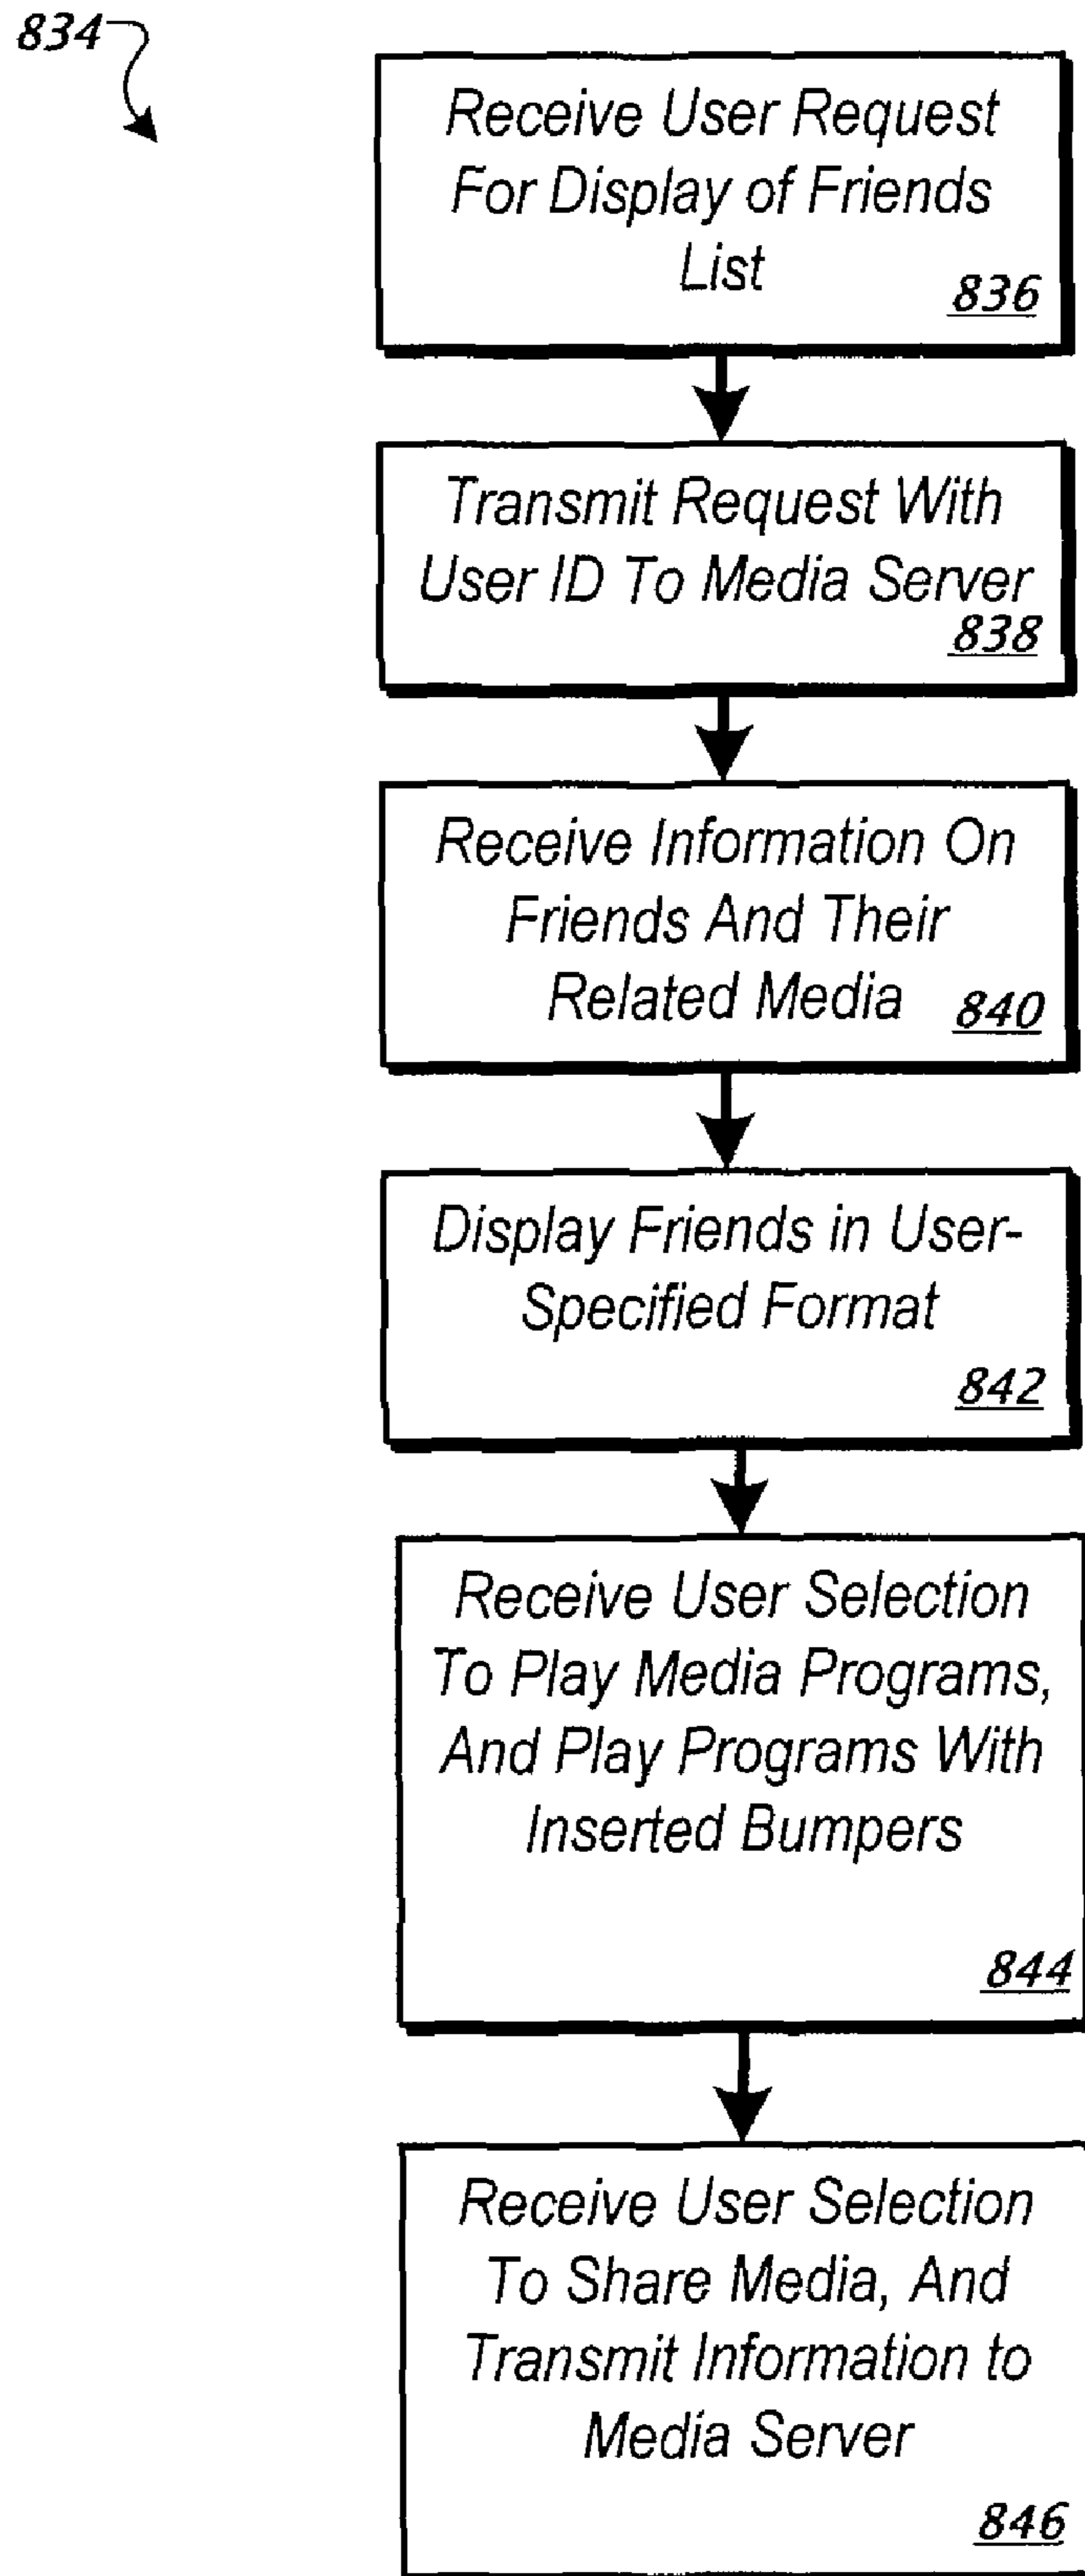 834
Receive User Request
For Display of Friends
List
836
Transmit Request With
User ID To Media Server
838
Receive Information On
Friends And Their
Related Media 840
Display Friends in User-
Specified Format
842
Receive User Selection
To Play Media Programs,
And Play Programs With
Inserted Bumpers
844
Receive User Selection
To Share Media, And
Transmit Information to
Media Server
846